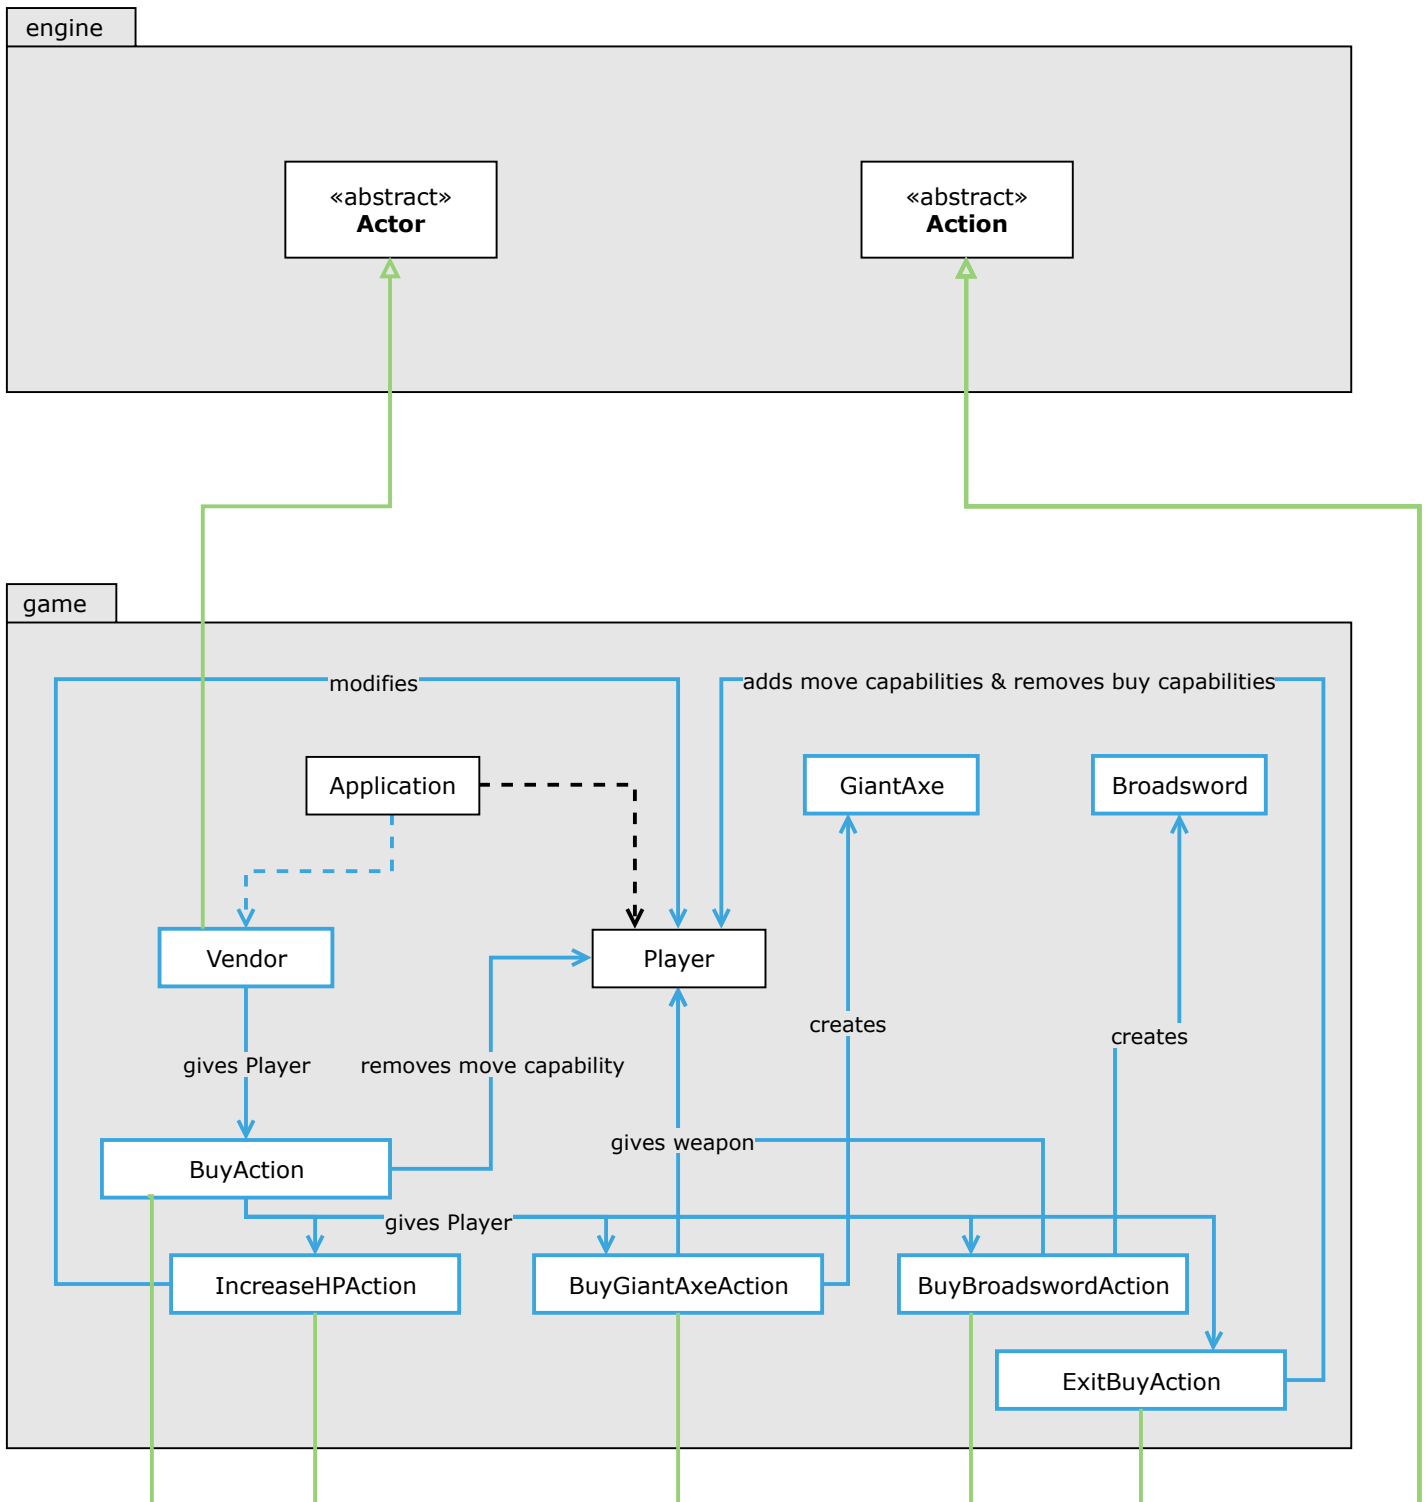 engine
«abstract»
Actor
«abstract»
Action
game
modifies
adds move capabilities & removes buy capabilities
Application
GiantAxe
Broadsword
Vendor
Player
creates
creates
gives Player
removes move capability
gives weapon
BuyAction
gives Player
IncreaseHPAction
BuyGiantAxeAction
BuyBroadswordAction
ExitBuyAction